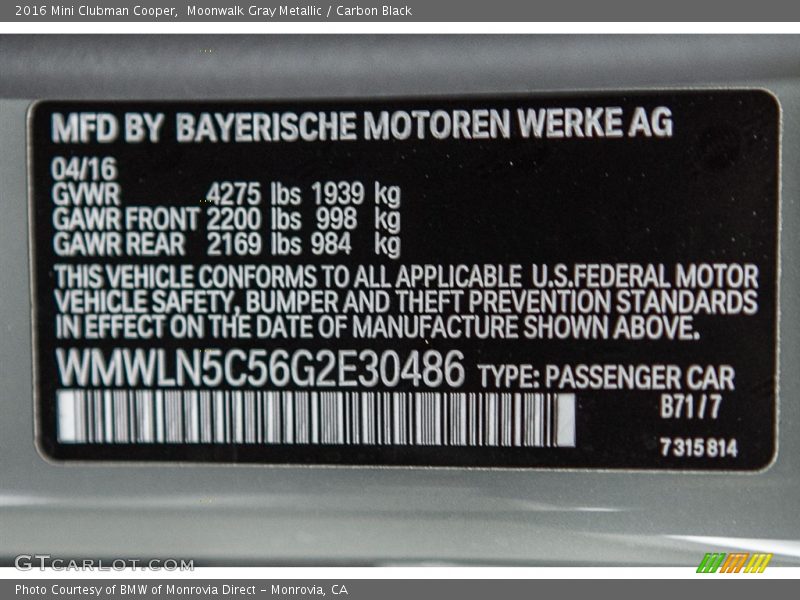 2016 Mini Clubman Cooper,  Moonwalk Gray Metallic / Carbon Black
MFD BY BAYERISCHE MOTOREN WERKE AG
04/16
GVWR 4275 lbs 1939 kg
GAWR FRONT 2200 lbs 998 kg
GAWR REAR 2169 lbs 984 kg
THIS VEHICLE CONFORMS TO ALL APPLICABLE U.S.FEDERAL MOTOR
VEHICLE SAFETY, BUMPER AND THEFT PREVENTION STANDARDS
IN EFFECT ON THE DATE OF MANUFACTURE SHOWN ABOVE.
WMWLN5C56G2E30486 TYPE: PASSENGER CAR
B71/7
7315814
GTCARLOT.COM
Photo Courtesy of BMW of Monrovia Direct – Monrovia, CA